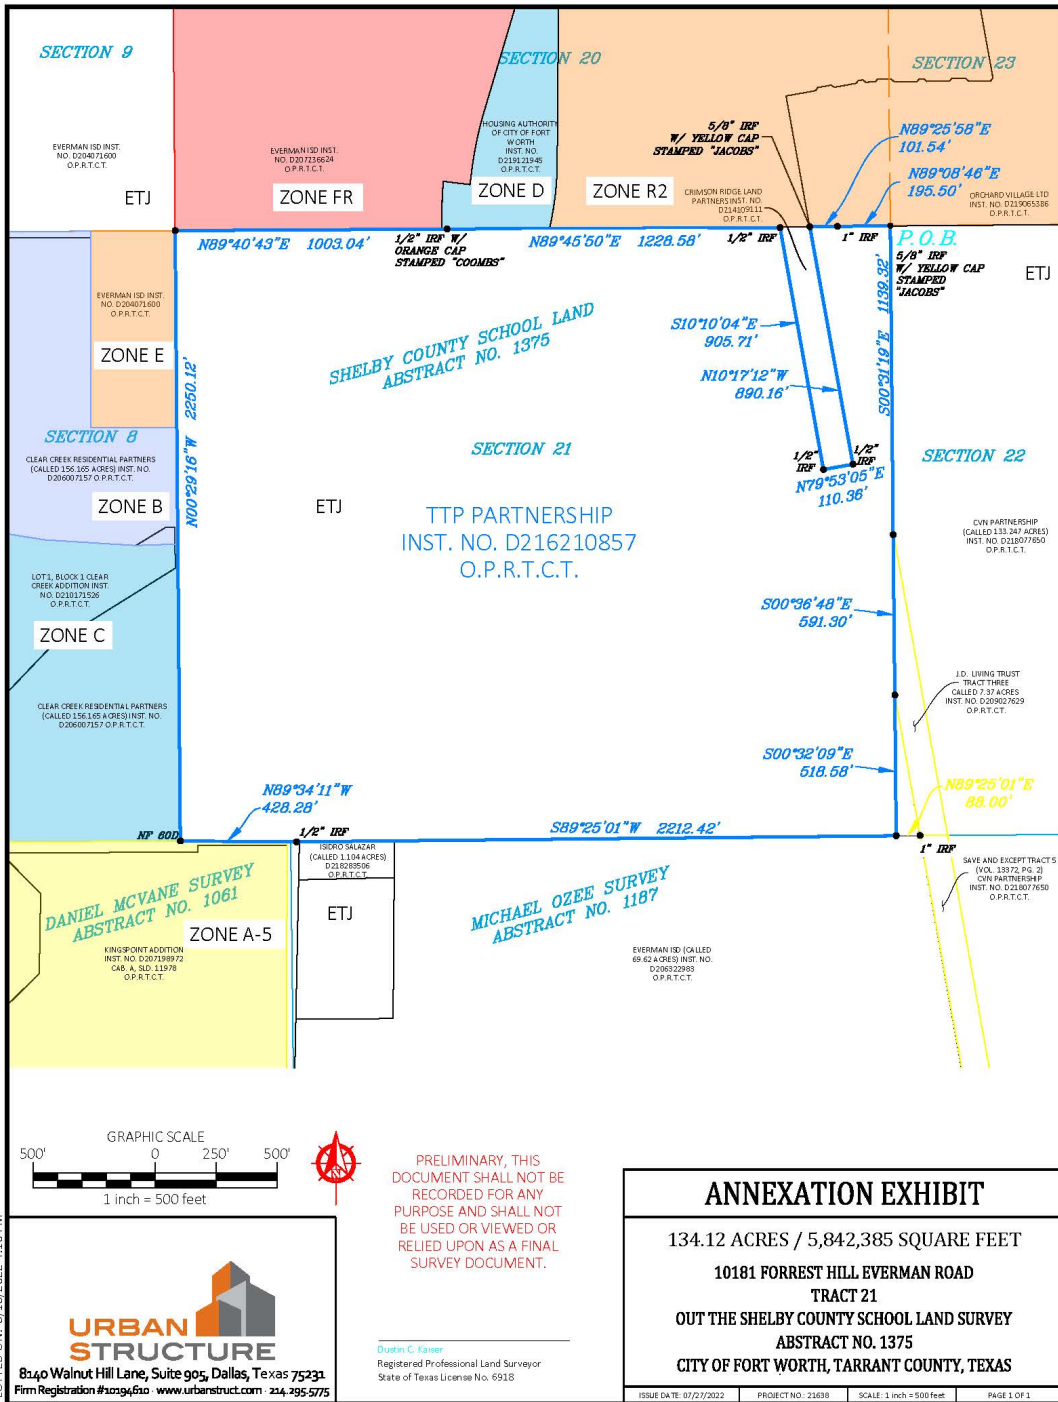 SECTION 9
SECTION 20
SECTION 23
EVERMAN ISD INST.
NO. D204071600
O.P.R.T.C.T.
ETJ
EVERMAN ISD INST.
NO. D207236624
O.P.R.T.C.T.
ZONE FR
HOUSING AUTHORITY
OF CITY OF FORT
WORTH
INST. NO.
D219121945
O.P.R.T.C.T.
ZONE D
ZONE R2
5/8" IRF
W/ YELLOW CAP
STAMPED "JACOBS"
CRIMSON RIDGE LAND
PARTNERS INST. NO.
D214109111
O.P.R.T.C.T.
N89°25'58"E
101.54'
N89°08'46"E
195.50'
ORCHARD VILLAGE LTD
INST. NO. D219065386
O.P.R.T.C.T.
N89°40'43"E 1003.04'
1/2" IRF W/
ORANGE CAP
STAMPED "COOMBS"
N89°45'50"E 1228.58'
1/2" IRF
1" IRF
P.O.B.
5/8" IRF
W/ YELLOW CAP
STAMPED
"JACOBS"
ETJ
EVERMAN ISD INST.
NO. D204071600
O.P.R.T.C.T.
ZONE E
N00°29'16"W 2250.12'
SHELBY COUNTY SCHOOL LAND
ABSTRACT NO. 1375
S10°10'04"E
905.71'
N10°17'12"W
890.16'
S00°31'19"E 1139.32'
SECTION 8
CLEAR CREEK RESIDENTIAL PARTNERS
(CALLED 156.165 ACRES) INST. NO.
D206007157 O.P.R.T.C.T.
ZONE B
SECTION 21
1/2"
IRF
1/2"
IRF
N79°53'05"E
110.36'
SECTION 22
ETJ
TTP PARTNERSHIP
INST. NO. D216210857
O.P.R.T.C.T.
CVN PARTNERSHIP
(CALLED 133.247 ACRES)
INST. NO. D218077650
O.P.R.T.C.T.
LOT 1, BLOCK 1 CLEAR
CREEK ADDITION INST.
NO. D210171526
O.P.R.T.C.T.
ZONE C
S00°36'48"E
591.30'
CLEAR CREEK RESIDENTIAL PARTNERS
(CALLED 156.165 ACRES) INST. NO.
D206007157 O.P.R.T.C.T.
J.D. LIVING TRUST
TRACT THREE
CALLED 7.37 ACRES
INST. NO. D209027629
O.P.R.T.C.T.
S00°32'09"E
518.58'
N89°34'11"W
428.28'
N89°25'01"E
88.00'
NF 60D
1/2" IRF
S89°25'01"W 2212.42'
1" IRF
ISIDRO SALAZAR
(CALLED 1.104 ACRES)
D218283506
O.P.R.T.C.T.
SAVE AND EXCEPT TRACT 5
(VOL. 13372, PG. 2)
CVN PARTNERSHIP
INST. NO. D218077650
O.P.R.T.C.T.
DANIEL MCVANE SURVEY
ABSTRACT NO. 1061
ETJ
MICHAEL OZEE SURVEY
ABSTRACT NO. 1187
ZONE A-5
KINGSPOINT ADDITION
INST. NO. D207198972
CAB. A, SLD. 11978
O.P.R.T.C.T.
EVERMAN ISD (CALLED
69.62 ACRES) INST. NO.
D206322983
O.P.R.T.C.T.
GRAPHIC SCALE
500' 0 250' 500'
1 inch = 500 feet
N
PRELIMINARY, THIS
DOCUMENT SHALL NOT BE
RECORDED FOR ANY
PURPOSE AND SHALL NOT
BE USED OR VIEWED OR
RELIED UPON AS A FINAL
SURVEY DOCUMENT.
Dustin C. Kaiser
Registered Professional Land Surveyor
State of Texas License No. 6918
URBAN
STRUCTURE
8140 Walnut Hill Lane, Suite 905, Dallas, Texas 75231
Firm Registration #10194610 · www.urbanstruct.com · 214.295.5775
ANNEXATION EXHIBIT
134.12 ACRES / 5,842,385 SQUARE FEET
10181 FORREST HILL EVERMAN ROAD
TRACT 21
OUT THE SHELBY COUNTY SCHOOL LAND SURVEY
ABSTRACT NO. 1375
CITY OF FORT WORTH, TARRANT COUNTY, TEXAS
ISSUE DATE: 07/27/2022 PROJECT NO.: 21638 SCALE: 1 inch = 500 feet PAGE 1 OF 1